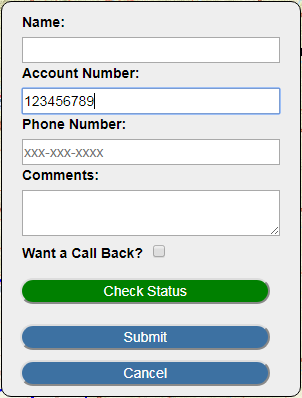 Name:
Account Number:
123456789
Phone Number:
xxx-xxx-xxxx
Comments:
Want a Call Back?
Check Status
Submit
Cancel